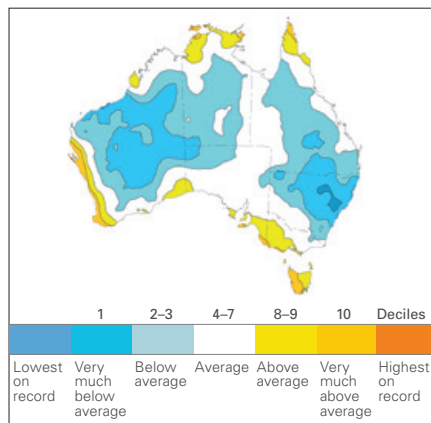 1 2–3 4–7 8–9 10 Deciles
Lowest on record
Very much below average
Below average
Average
Above average
Very much above average
Highest on record